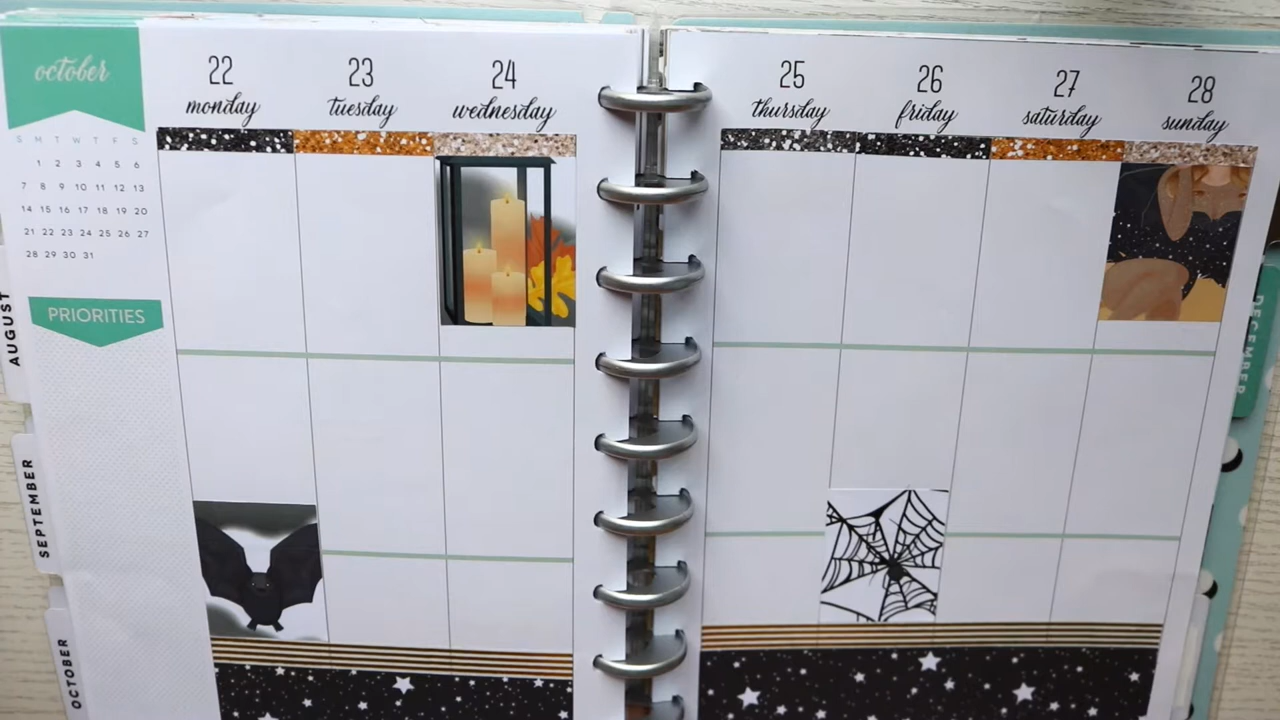 october
S M T W T F S
1 2 3 4 5 6
7 8 9 10 11 12 13
14 15 16 17 18 19 20
21 22 23 24 25 26 27
28 29 30 31
PRIORITIES
AUGUST
SEPTEMBER
OCTOBER
22
monday
23
tuesday
24
wednesday
25
thursday
26
friday
27
saturday
28
sunday
DECEMBER